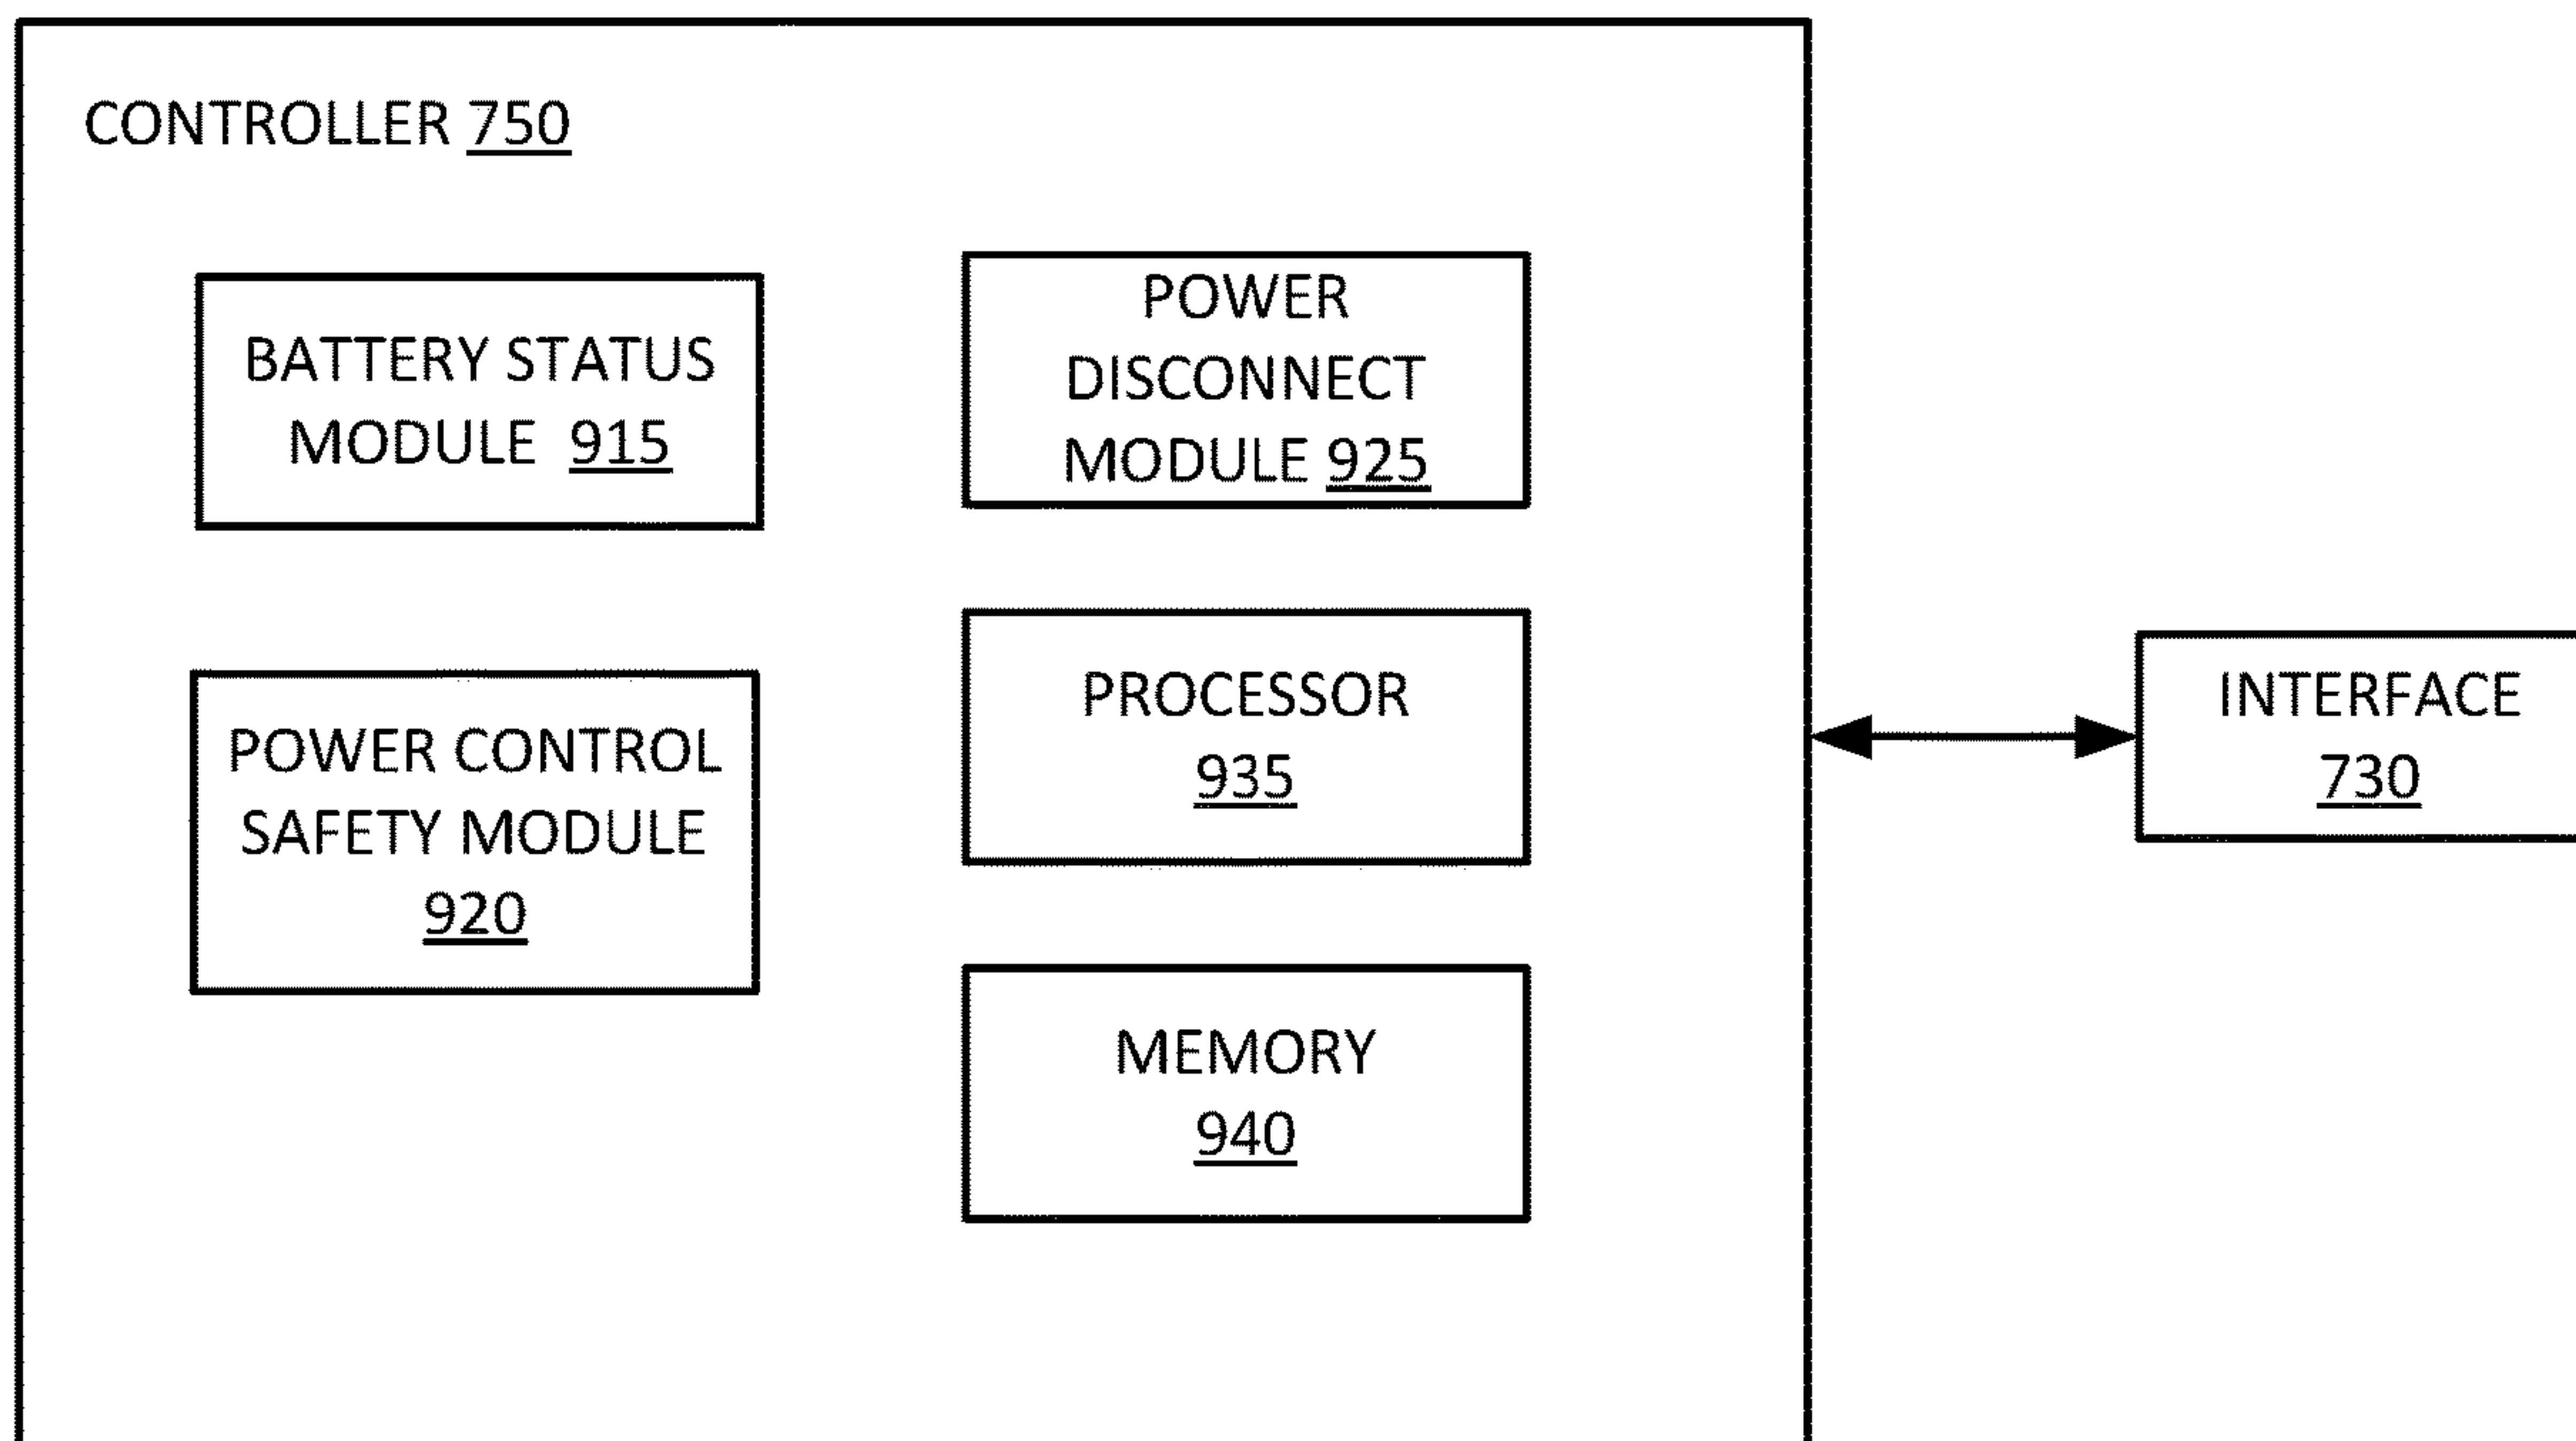 CONTROLLER 750
BATTERY STATUS
MODULE 915
POWER CONTROL
SAFETY MODULE
920
POWER
DISCONNECT
MODULE 925
PROCESSOR
935
MEMORY
940
INTERFACE
730